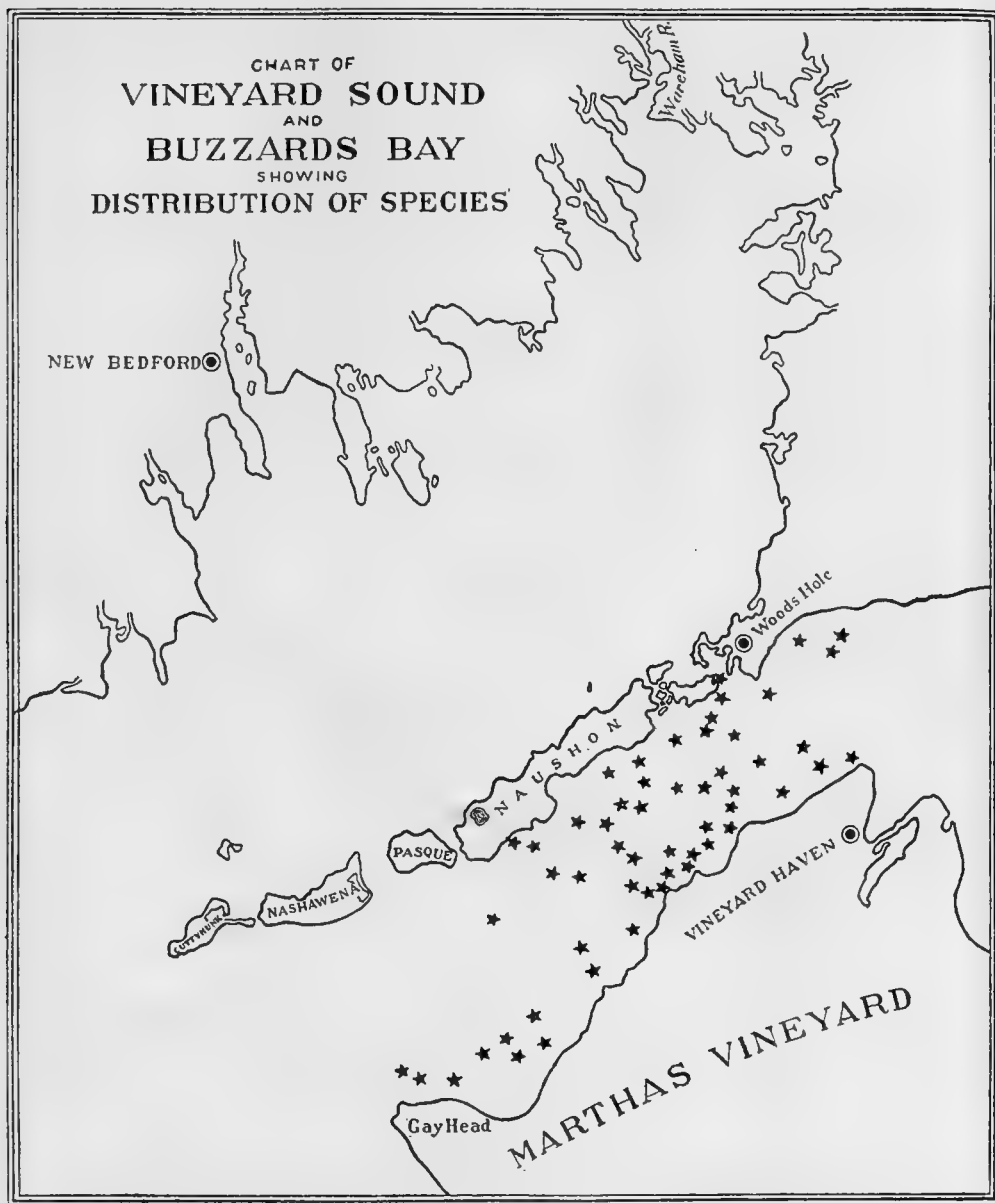 CHART OF
VINEYARD SOUND
AND
BUZZARDS BAY
SHOWING
DISTRIBUTION OF SPECIES
Wareham R.
NEW BEDFORD
Woods Hole
NAUSHON
PASQUE
NASHAWENA
CUTTYHUNK
VINEYARD HAVEN
MARTHAS VINEYARD
Gay Head